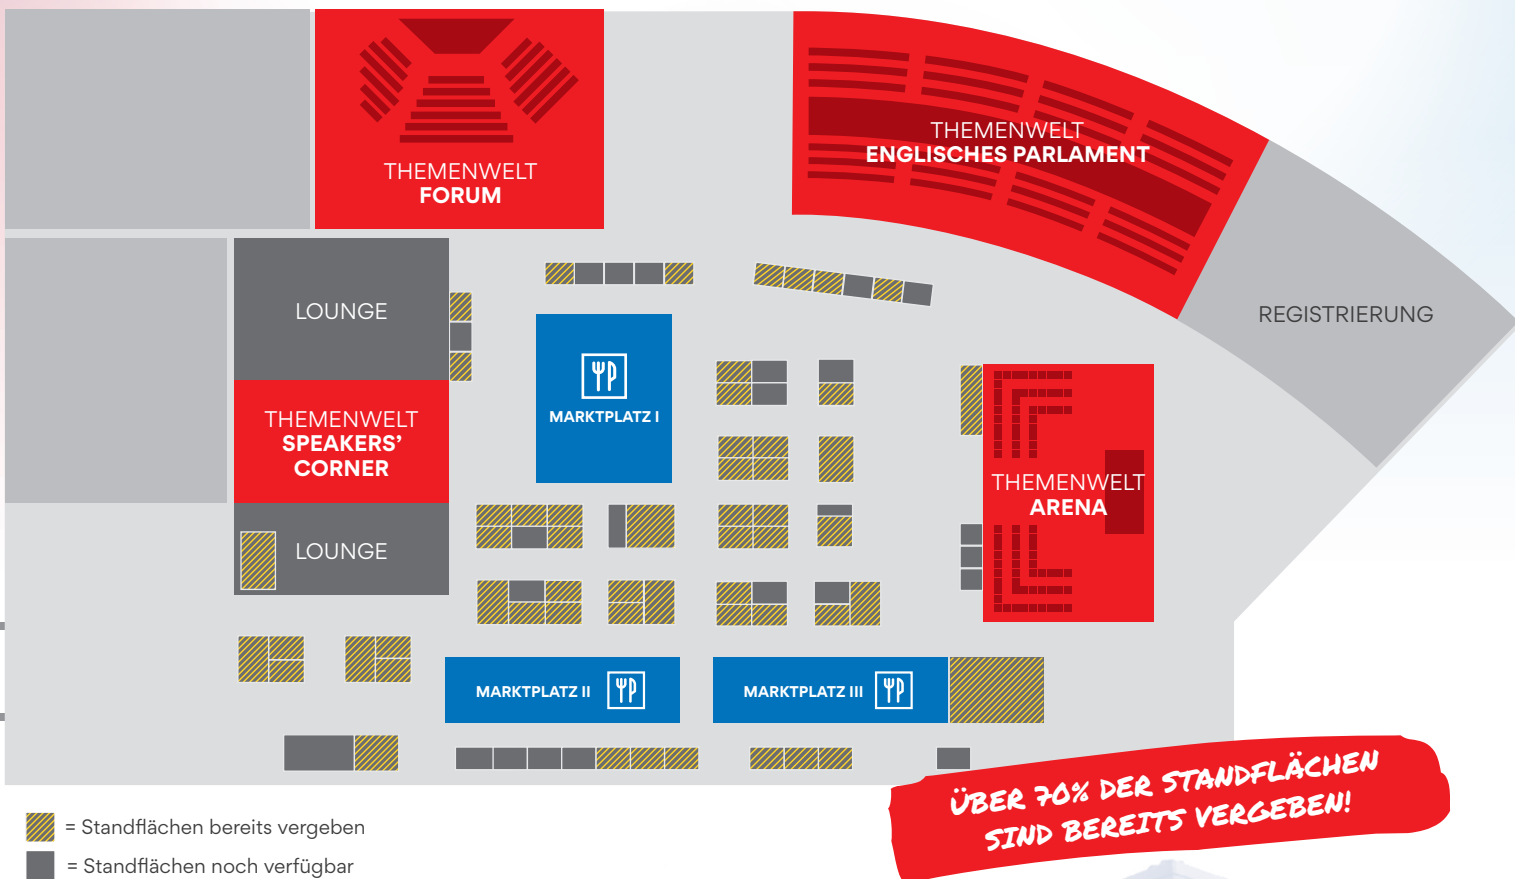 THEMENWELT
FORUM
THEMENWELT
ENGLISCHES PARLAMENT
REGISTRIERUNG
LOUNGE
MARKTPLATZ I
THEMENWELT
SPEAKERS’
CORNER
THEMENWELT
ARENA
LOUNGE
MARKTPLATZ II
MARKTPLATZ III
ÜBER 70% DER STANDFLÄCHEN
SIND BEREITS VERGEBEN!
= Standflächen bereits vergeben
= Standflächen noch verfügbar